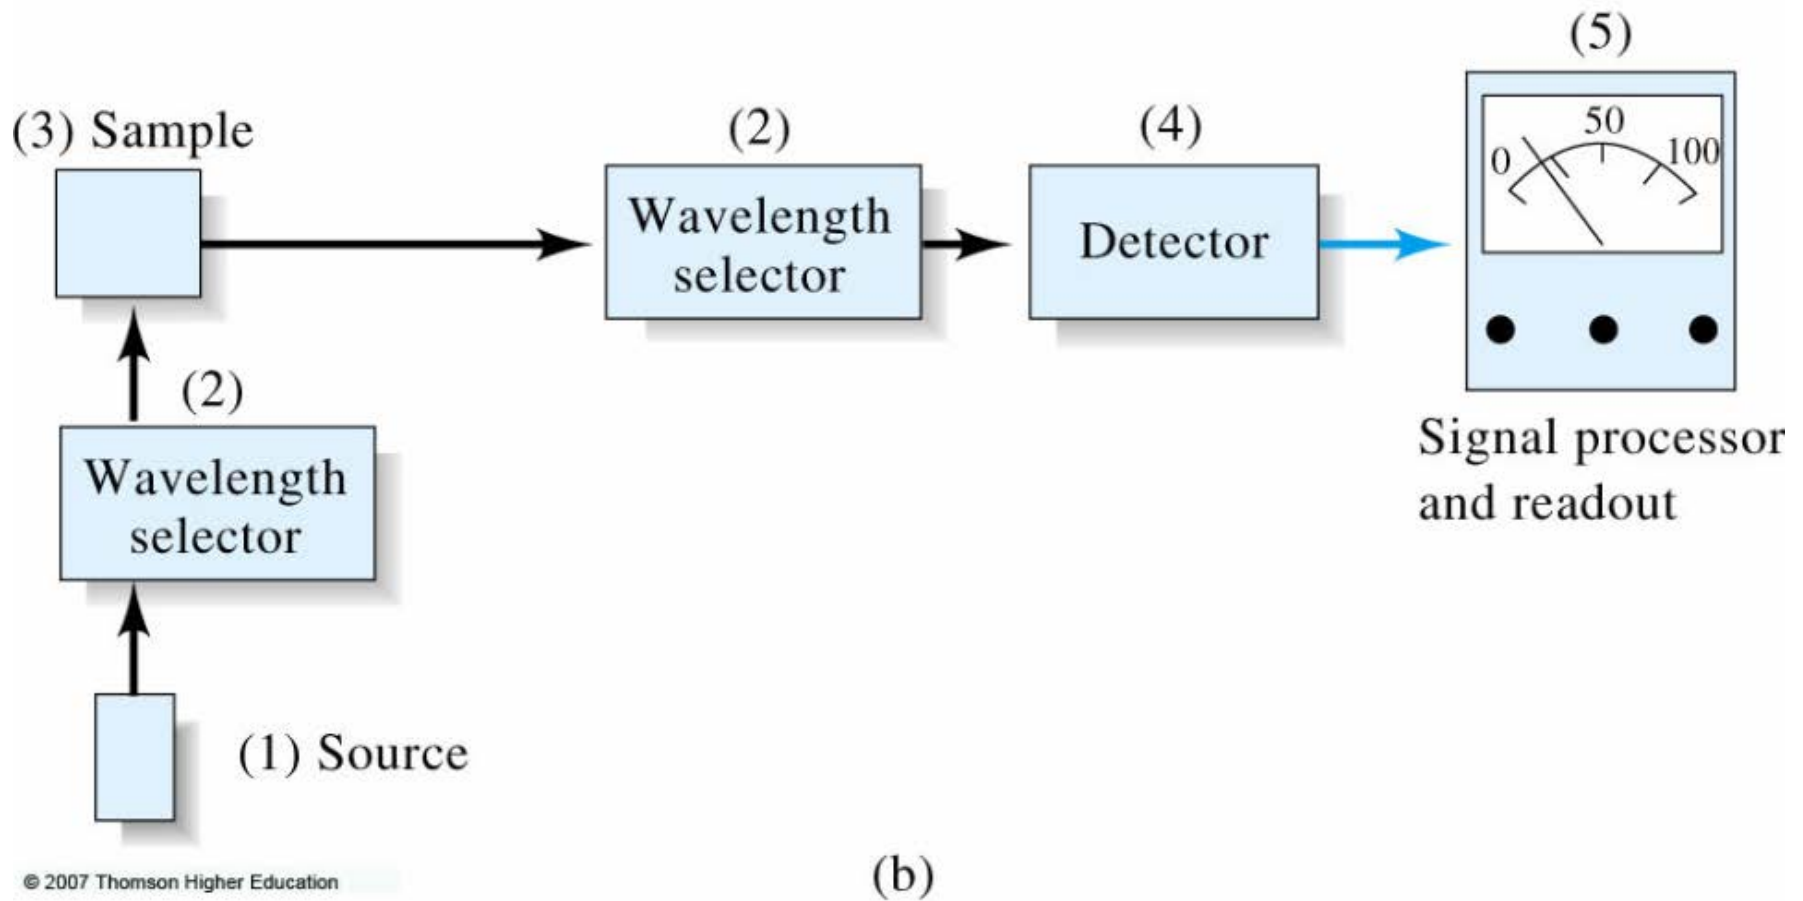 (5)
(3) Sample
(2)
(4)
0
50
100
Wavelength
selector
Detector
(2)
Wavelength
selector
Signal processor
and readout
(1) Source
© 2007 Thomson Higher Education
(b)